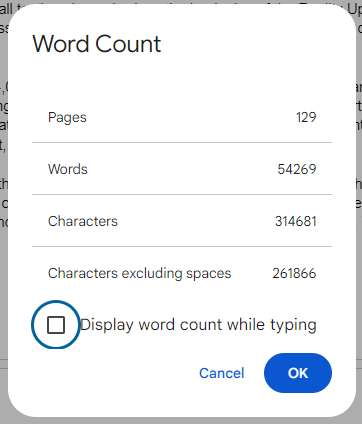 Word Count
Pages 129
Words 54269
Characters 314681
Characters excluding spaces 261866
Display word count while typing
Cancel OK